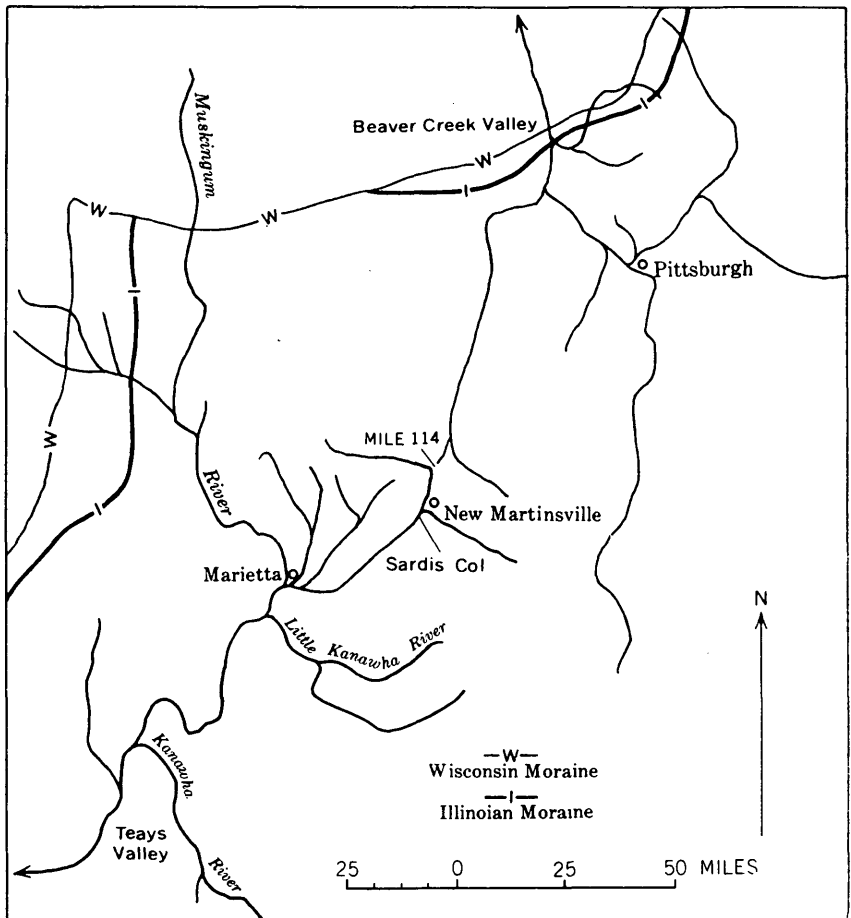 Muskingum
Beaver Creek Valley
W
I
W
W
I
I
Pittsburgh
W
MILE 114
River
I
New Martinsville
Marietta
Sardis Col
N
Little Kanawha River
Kanawha
W
Wisconsin Moraine
I
Illinoian Moraine
Teays
Valley
River
25 0 25 50 MILES